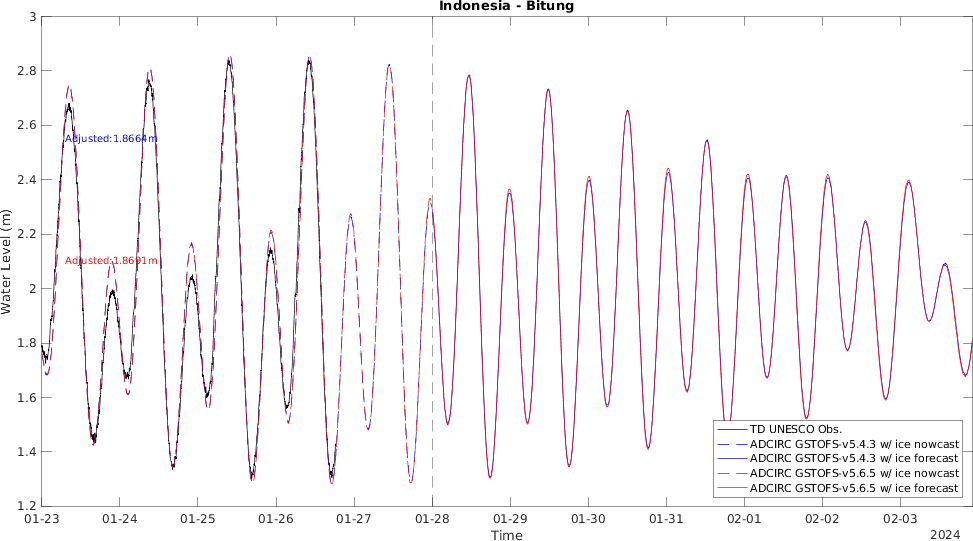 Indonesia - Bitung
Water Level (m)
3
2.8
2.6
2.4
2.2
2
1.8
1.6
1.4
1.2
Adjusted:1.8664m
Adjusted:1.8691m
TD UNESCO Obs.
ADCIRC GSTOFS-v5.4.3 w/ ice nowcast
ADCIRC GSTOFS-v5.4.3 w/ ice forecast
ADCIRC GSTOFS-v5.6.5 w/ ice nowcast
ADCIRC GSTOFS-v5.6.5 w/ ice forecast
01-23 01-24 01-25 01-26 01-27 01-28 01-29 01-30 01-31 02-01 02-02 02-03
Time
2024